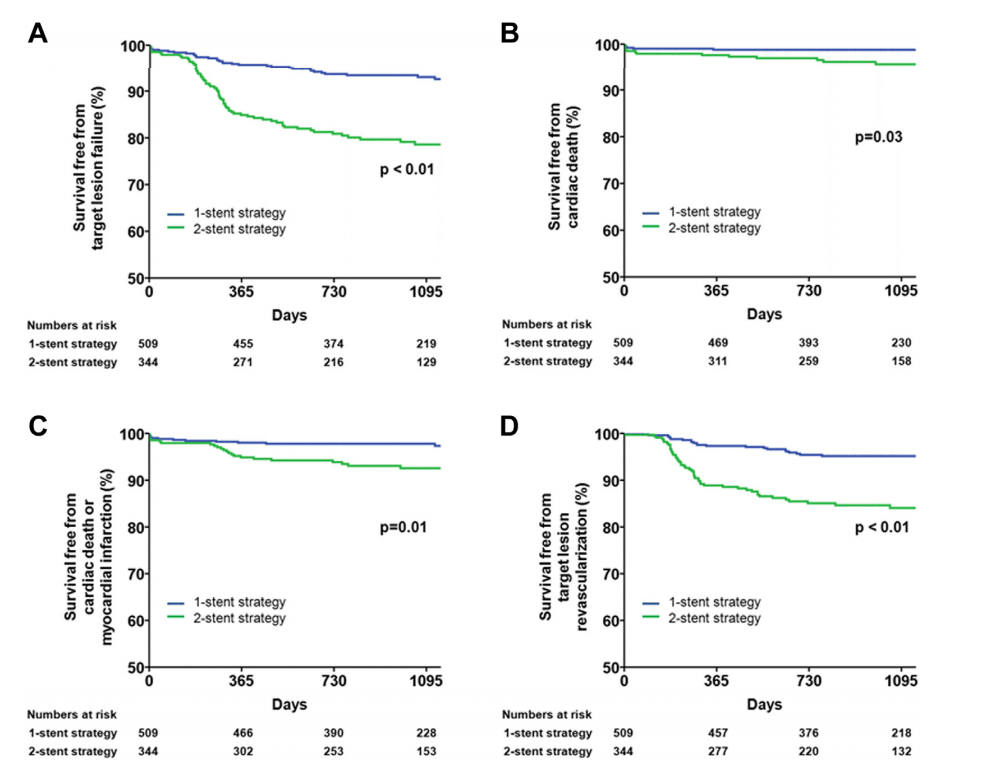 A
Survival free from
target lesion failure (%)
100
90
80
70
60
50
p < 0.01
1-stent strategy
2-stent strategy
0 365 730 1095
Days
Numbers at risk
1-stent strategy 509 455 374 219
2-stent strategy 344 271 216 129
B
Survival free from
cardiac death (%)
100
90
80
70
60
50
p=0.03
1-stent strategy
2-stent strategy
0 365 730 1095
Days
Numbers at risk
1-stent strategy 509 469 393 230
2-stent strategy 344 311 259 158
C
Survival free from
cardiac death or
myocardial infarction (%)
100
90
80
70
60
50
p=0.01
1-stent strategy
2-stent strategy
0 365 730 1095
Days
Numbers at risk
1-stent strategy 509 466 390 228
2-stent strategy 344 302 253 153
D
Survival free from
target lesion
revascularization (%)
100
90
80
70
60
50
p < 0.01
1-stent strategy
2-stent strategy
0 365 730 1095
Days
Numbers at risk
1-stent strategy 509 457 376 218
2-stent strategy 344 277 220 132